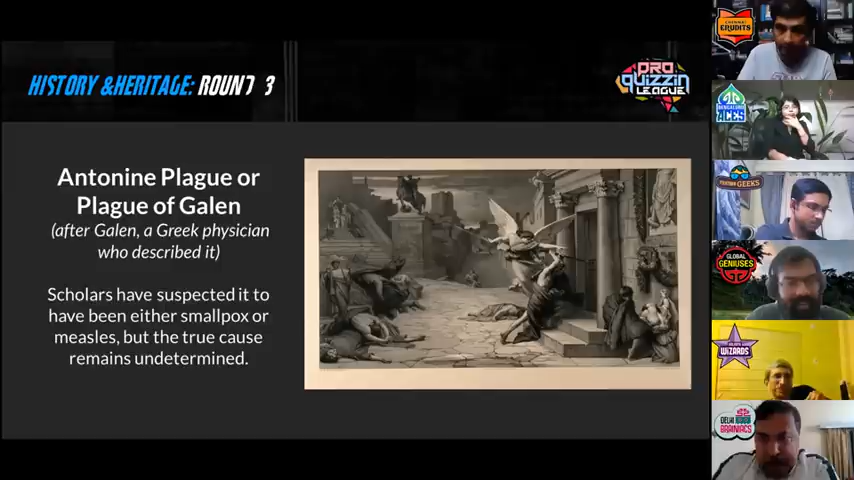 HISTORY &HERITAGE: ROUND 3
PRO
QUIZZIN
LEAGUE
Antonine Plague or
Plague of Galen
(after Galen, a Greek physician
who described it)
Scholars have suspected it to
have been either smallpox or
measles, but the true cause
remains undetermined.
ERUDITS
BENGALURU
ACES
GEEKS
GLOBAL
GENIUSES
WIZARDS
DELHI
BRAINIACS